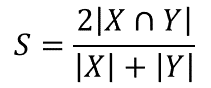 S = 2|X ∩ Y| / |X| + |Y|